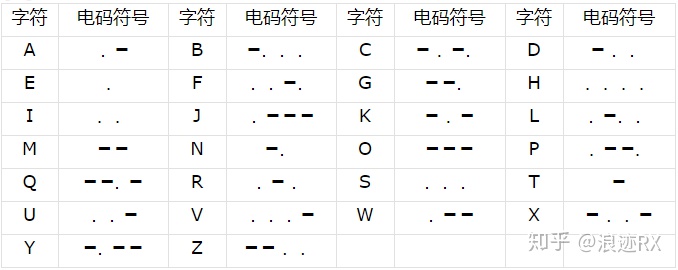 字符 电码符号 字符 电码符号 字符 电码符号 字符 电码符号
A . ━ B ━. . . C ━ . ━. D ━ . .
E . F . . ━. G ━━. H . . . .
I . . J . ━━━ K ━ . ━ L . ━. .
M ━━ N ━. O ━━━ P . ━━.
Q ━━. ━ R . ━ . S . . . T ━
U . . ━ V . . . ━ W . ━━ X ━. . ━
Y ━. ━━ Z ━━. .
知乎 @浪迹RX